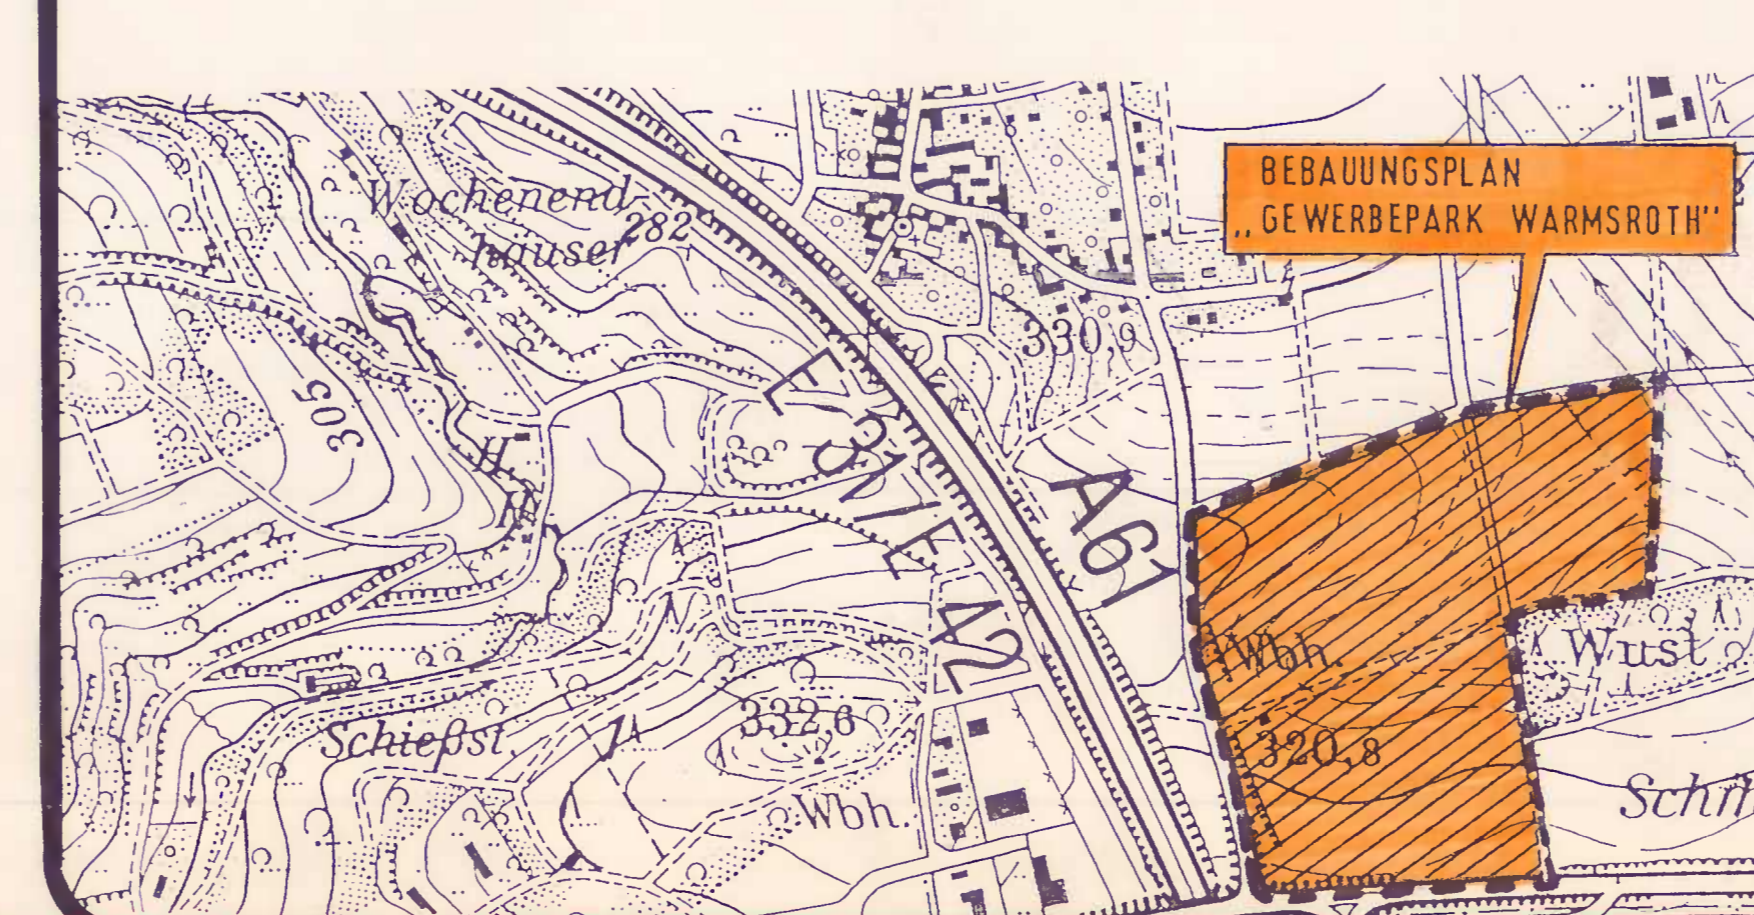 BEBAUUNGSPLAN
„GEWERBEPARK WARMSROTH"
Wochenend-
häuser
282
330,9
305
E 31/E 42
A61
H.
N.
Wbh.
320,8
Wust
Schießst.
332,6
Wbh.